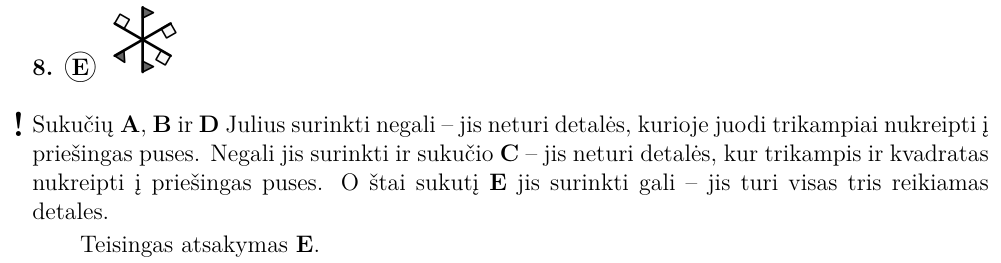 8. E
! Sukučių A, B ir D Julius surinkti negali – jis neturi detalės, kurioje juodi trikampiai nukreipti į
priešingas puses. Negali jis surinkti ir sukučio C – jis neturi detalės, kur trikampis ir kvadratas
nukreipti į priešingas puses. O štai sukutį E jis surinkti gali – jis turi visas tris reikiamas
detales.
Teisingas atsakymas E.